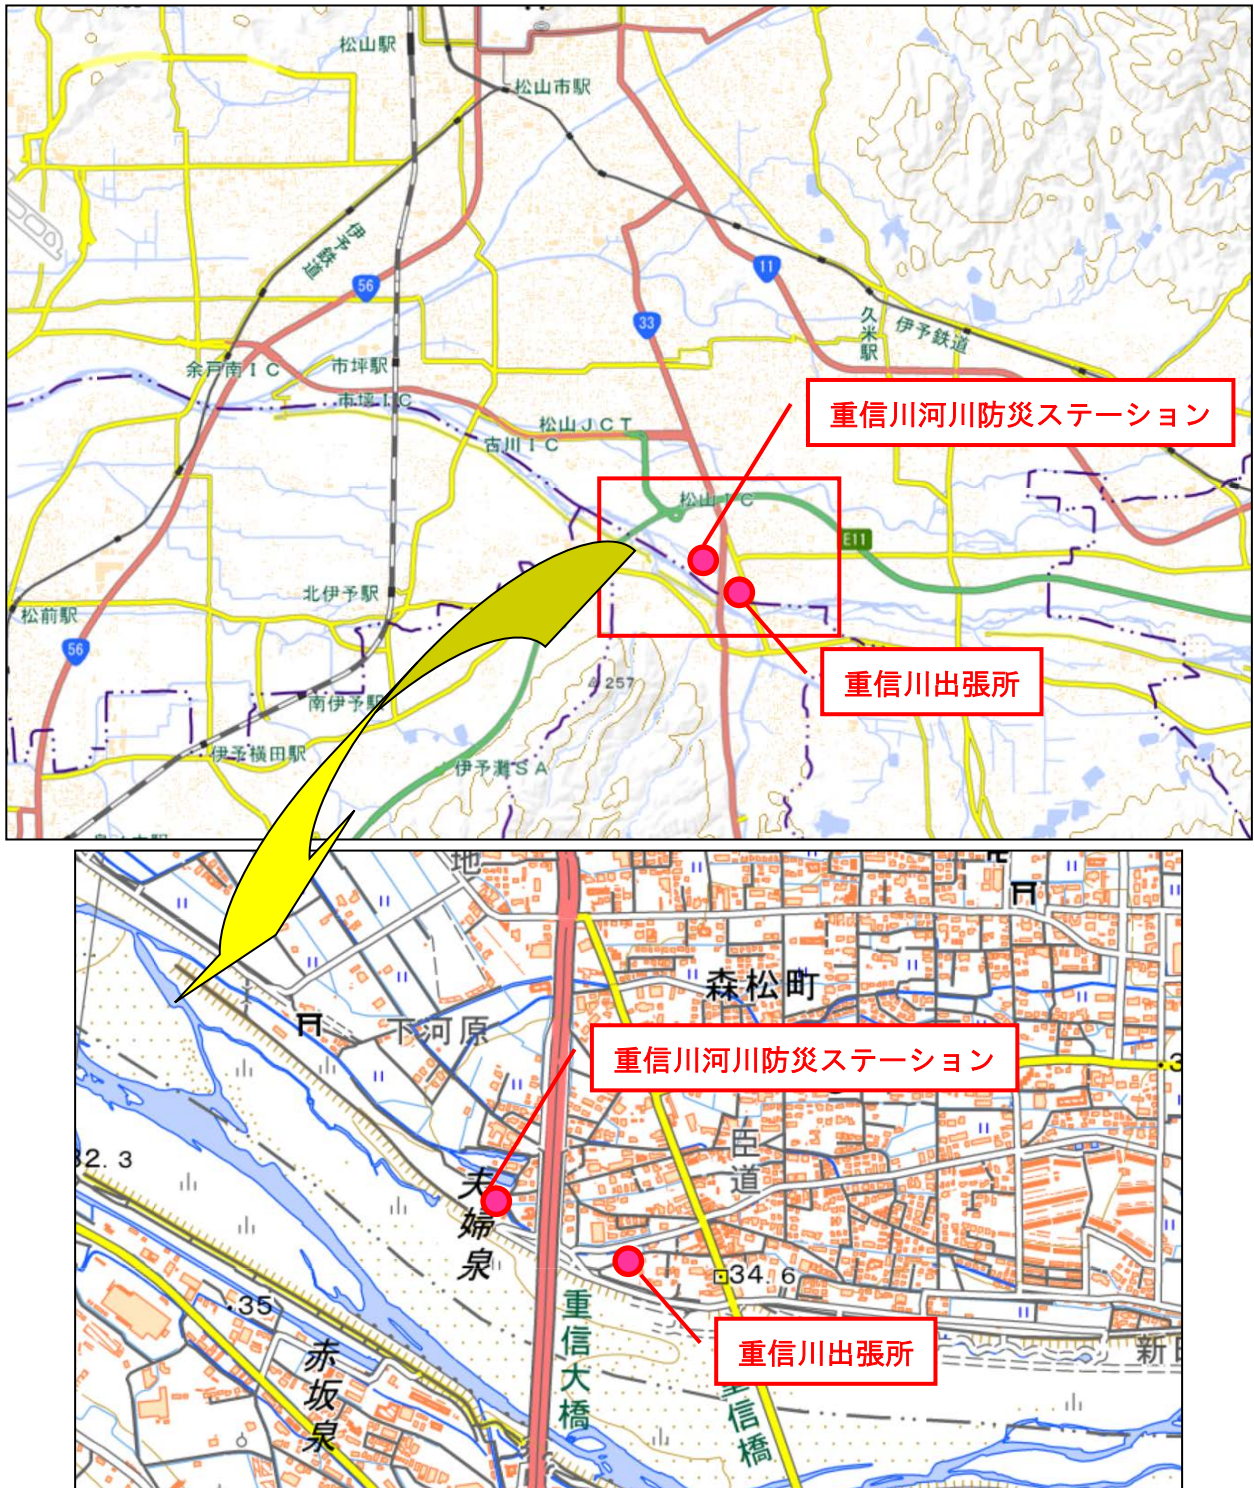 松山駅
松山市駅
伊予鉄道
56
11
33
久米駅
伊予鉄道
余戸南IC
市坪駅
市坪IC
松山JCT
古川IC
重信川河川防災ステーション
松山IC
E11
北伊予駅
松前駅
56
重信川出張所
257
南伊予駅
伊予横田駅
伊予灘SA
地
森松町
下河原
重信川河川防災ステーション
臣道
32.3
夫婦泉
34.6
35
重信大橋
重信川出張所
赤坂泉
重信橋
新